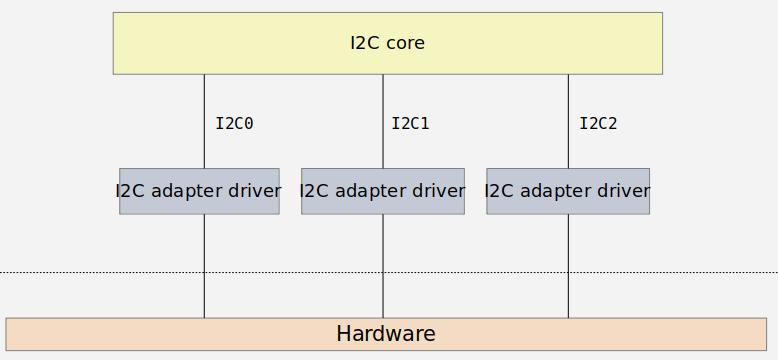 I2C core
I2C0
I2C1
I2C2
I2C adapter driver
I2C adapter driver
I2C adapter driver
Hardware